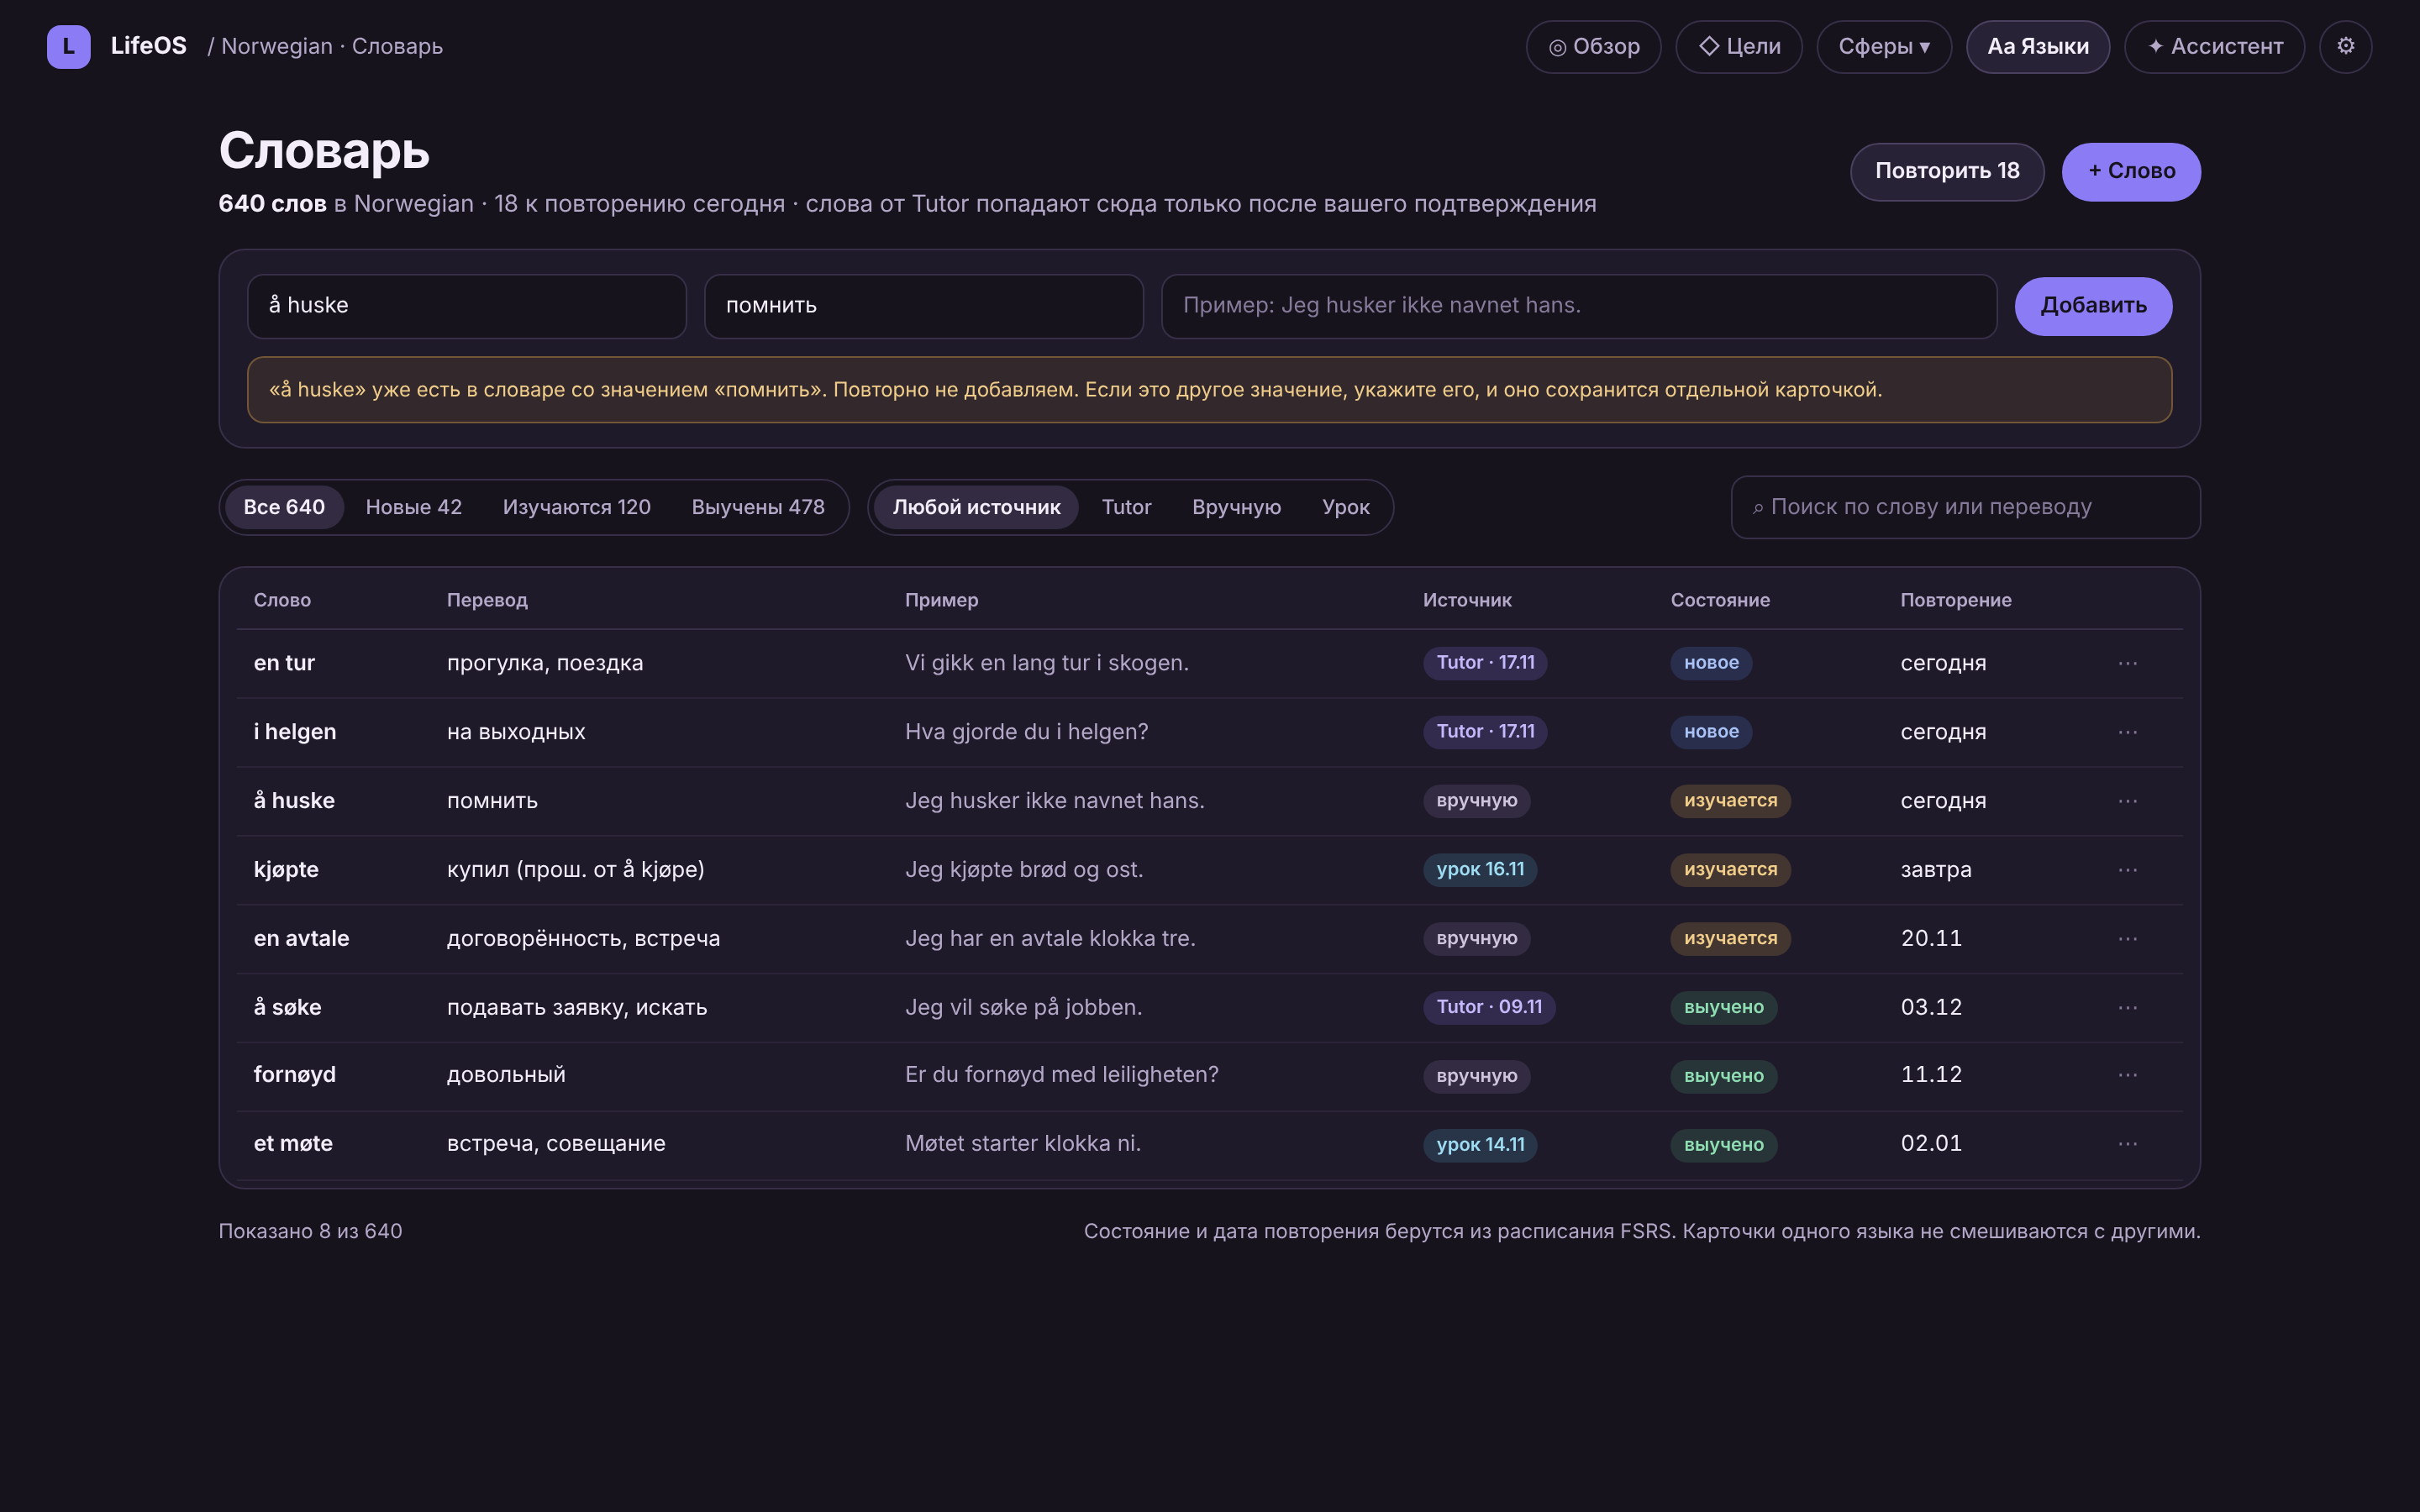 L LifeOS / Norwegian · Словарь ◎ Обзор ◇ Цели Сферы ▾ Aa Языки ✦ Ассистент ⚙
Словарь
640 слов в Norwegian · 18 к повторению сегодня · слова от Tutor попадают сюда только после вашего подтверждения
Повторить 18 + Слово
å huske помнить Пример: Jeg husker ikke navnet hans. Добавить
«å huske» уже есть в словаре со значением «помнить». Повторно не добавляем. Если это другое значение, укажите его, и оно сохранится отдельной карточкой.
Все 640 Новые 42 Изучаются 120 Выучены 478 Любой источник Tutor Вручную Урок ⌕ Поиск по слову или переводу
Слово Перевод Пример Источник Состояние Повторение
en tur прогулка, поездка Vi gikk en lang tur i skogen. Tutor · 17.11 новое сегодня ···
i helgen на выходных Hva gjorde du i helgen? Tutor · 17.11 новое сегодня ···
å huske помнить Jeg husker ikke navnet hans. вручную изучается сегодня ···
kjøpte купил (прош. от å kjøpe) Jeg kjøpte brød og ost. урок 16.11 изучается завтра ···
en avtale договорённость, встреча Jeg har en avtale klokka tre. вручную изучается 20.11 ···
å søke подавать заявку, искать Jeg vil søke på jobben. Tutor · 09.11 выучено 03.12 ···
fornøyd довольный Er du fornøyd med leiligheten? вручную выучено 11.12 ···
et møte встреча, совещание Møtet starter klokka ni. урок 14.11 выучено 02.01 ···
Показано 8 из 640 Состояние и дата повторения берутся из расписания FSRS. Карточки одного языка не смешиваются с другими.